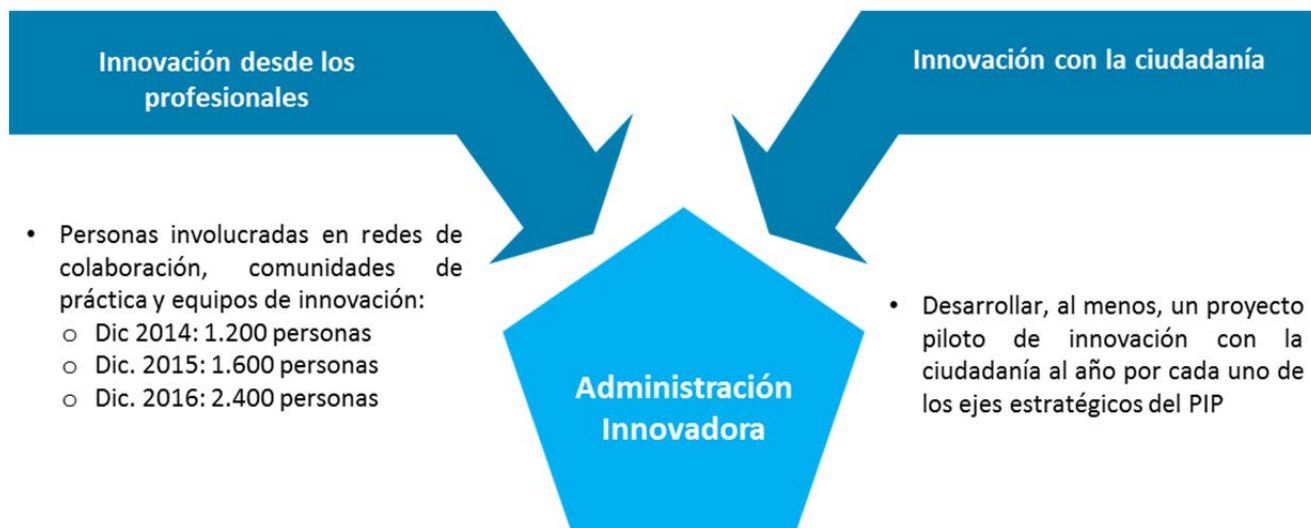 Innovación desde los
profesionales
Innovación con la ciudadanía
• Personas involucradas en redes de
colaboración, comunidades de
práctica y equipos de innovación:
o Dic 2014: 1.200 personas
o Dic. 2015: 1.600 personas
o Dic. 2016: 2.400 personas
Administración
Innovadora
• Desarrollar, al menos, un proyecto
piloto de innovación con la
ciudadanía al año por cada uno de
los ejes estratégicos del PIP